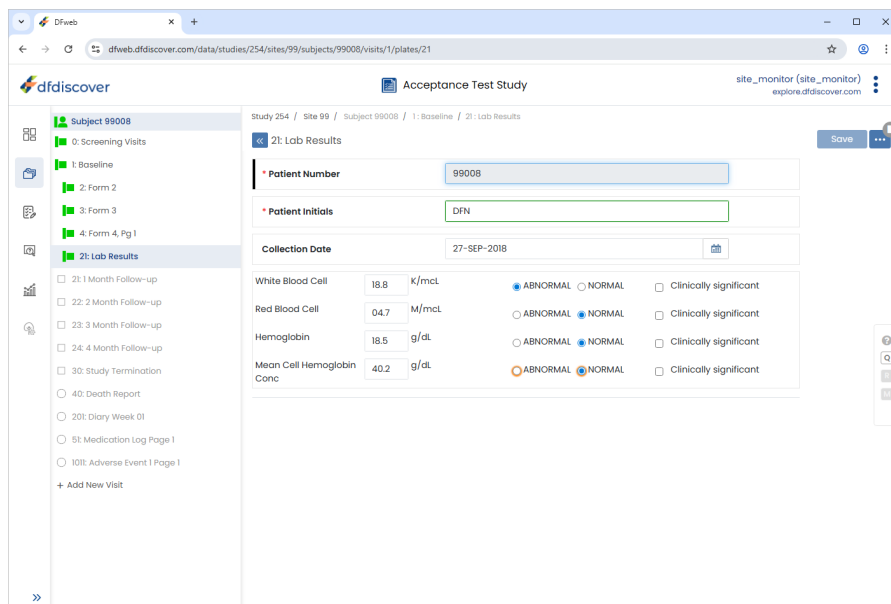 DFweb
dfweb.dfdiscover.com/data/studies/254/sites/99/subjects/99008/visits/1/plates/21
dfdiscover
Acceptance Test Study
site_monitor (site_monitor)
explore.dfdiscover.com
Subject 99008
0: Screening Visits
1: Baseline
2: Form 2
3: Form 3
4: Form 4, Pg 1
21: Lab Results
21: 1 Month Follow-up
22: 2 Month Follow-up
23: 3 Month Follow-up
24: 4 Month Follow-up
30: Study Termination
40: Death Report
201: Diary Week 01
51: Medication Log Page 1
1011: Adverse Event 1 Page 1
+ Add New Visit
Study 254 / Site 99 / Subject 99008 / 1: Baseline / 21: Lab Results
« 21: Lab Results
Save
* Patient Number 99008
* Patient Initials DFN
Collection Date 27-SEP-2018
White Blood Cell 18.8 K/mcL ABNORMAL NORMAL Clinically significant
Red Blood Cell 04.7 M/mcL ABNORMAL NORMAL Clinically significant
Hemoglobin 18.5 g/dL ABNORMAL NORMAL Clinically significant
Mean Cell Hemoglobin 40.2 g/dL ABNORMAL NORMAL Clinically significant
Conc
Q